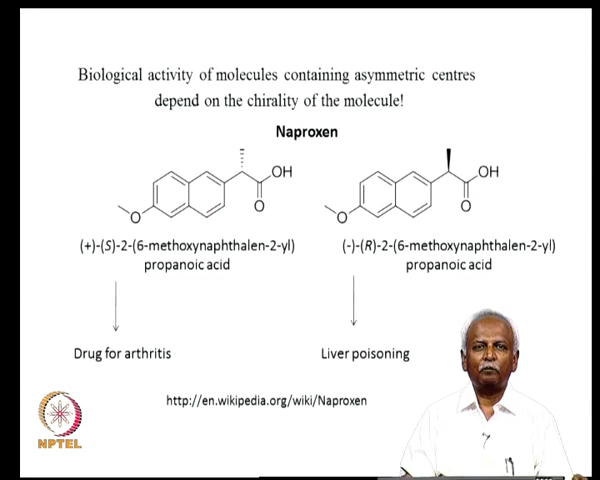 Biological activity of molecules containing asymmetric centres
depend on the chirality of the molecule!
Naproxen
OH
O
O
OH
O
O
(+)-(S)-2-(6-methoxynaphthalen-2-yl)
propanoic acid
(-)-(R)-2-(6-methoxynaphthalen-2-yl)
propanoic acid
Drug for arthritis
Liver poisoning
http://en.wikipedia.org/wiki/Naproxen
NPTEL